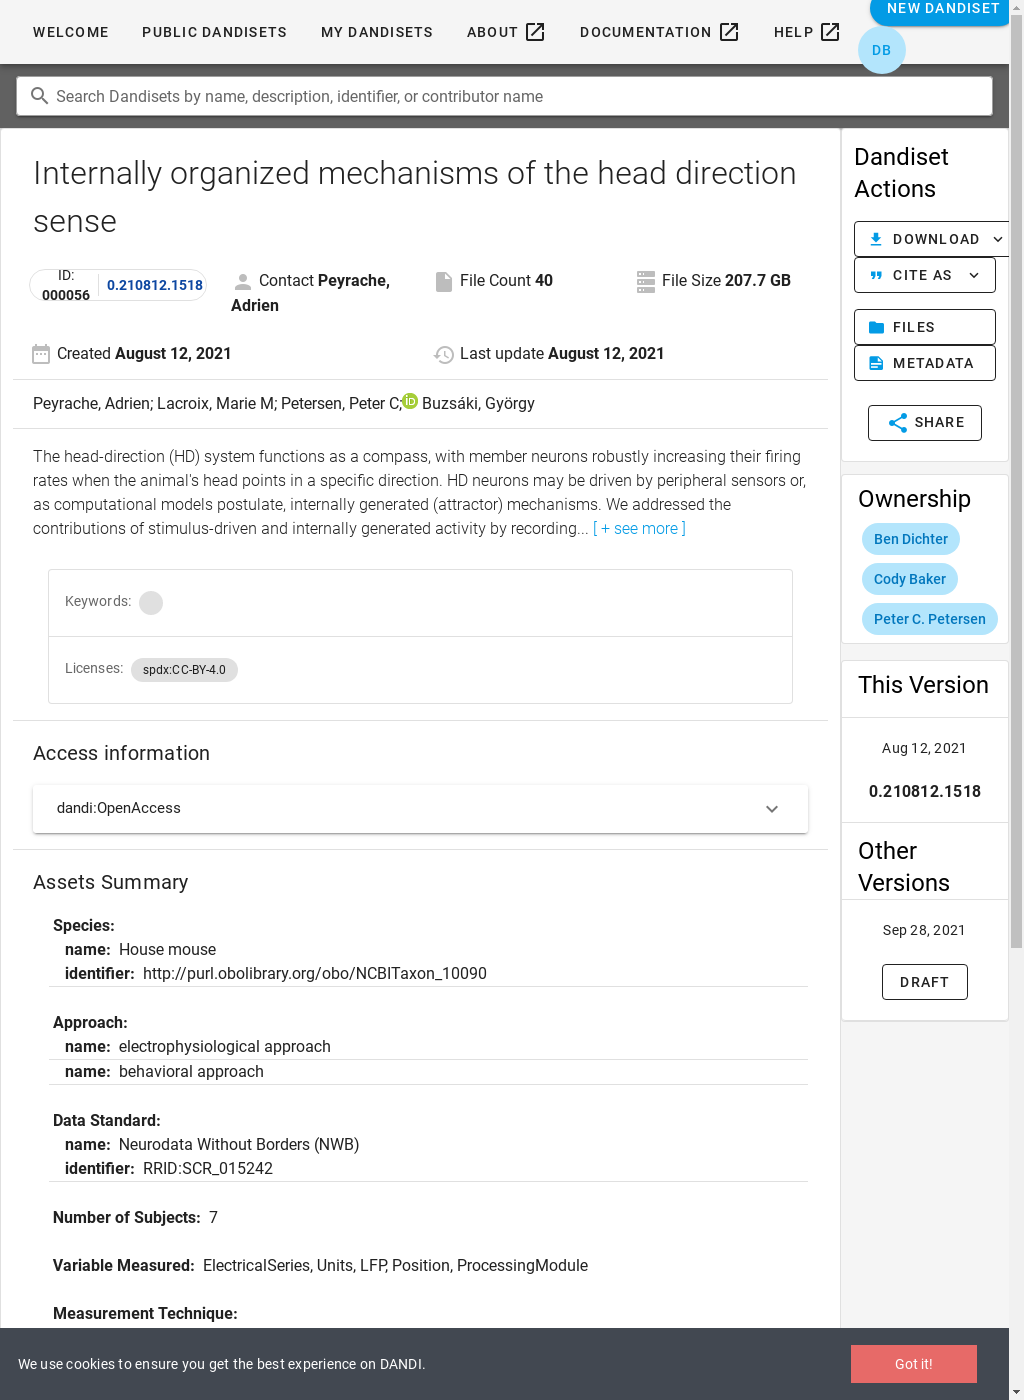 WELCOME
PUBLIC DANDISETS
MY DANDISETS
ABOUT
DOCUMENTATION
HELP
NEW DANDISET
DB
Search Dandisets by name, description, identifier, or contributor name
Internally organized mechanisms of the head direction
sense
ID:
000056
0.210812.1518
Contact Peyrache,
Adrien
File Count 40
File Size 207.7 GB
Created August 12, 2021
Last update August 12, 2021
Peyrache, Adrien; Lacroix, Marie M; Petersen, Peter C; iD Buzsáki, György
The head-direction (HD) system functions as a compass, with member neurons robustly increasing their firing
rates when the animal's head points in a specific direction. HD neurons may be driven by peripheral sensors or,
as computational models postulate, internally generated (attractor) mechanisms. We addressed the
contributions of stimulus-driven and internally generated activity by recording... [ + see more ]
Keywords:
Licenses: spdx:CC-BY-4.0
Access information
dandi:OpenAccess
Assets Summary
Species:
name: House mouse
identifier: http://purl.obolibrary.org/obo/NCBITaxon_10090
Approach:
name: electrophysiological approach
name: behavioral approach
Data Standard:
name: Neurodata Without Borders (NWB)
identifier: RRID:SCR_015242
Number of Subjects: 7
Variable Measured: ElectricalSeries, Units, LFP, Position, ProcessingModule
Measurement Technique:
Dandiset
Actions
DOWNLOAD
CITE AS
FILES
METADATA
SHARE
Ownership
Ben Dichter
Cody Baker
Peter C. Petersen
This Version
Aug 12, 2021
0.210812.1518
Other
Versions
Sep 28, 2021
DRAFT
We use cookies to ensure you get the best experience on DANDI.
Got it!